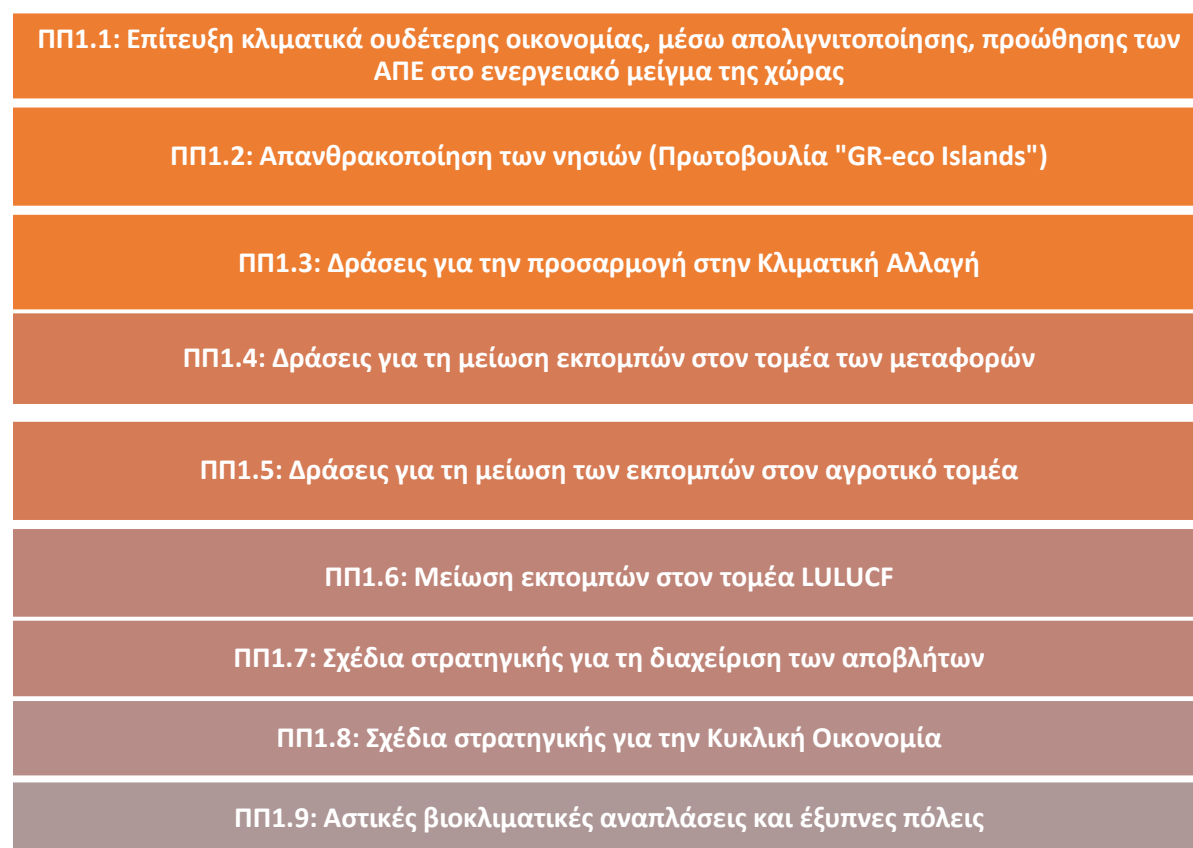 ΠΠ1.1: Επίτευξη κλιματικά ουδέτερης οικονομίας, μέσω απολιγνιτοποίησης, προώθησης των
ΑΠΕ στο ενεργειακό μείγμα της χώρας
ΠΠ1.2: Απανθρακοποίηση των νησιών (Πρωτοβουλία "GR-eco Islands")
ΠΠ1.3: Δράσεις για την προσαρμογή στην Κλιματική Αλλαγή
ΠΠ1.4: Δράσεις για τη μείωση εκπομπών στον τομέα των μεταφορών
ΠΠ1.5: Δράσεις για τη μείωση των εκπομπών στον αγροτικό τομέα
ΠΠ1.6: Μείωση εκπομπών στον τομέα LULUCF
ΠΠ1.7: Σχέδια στρατηγικής για τη διαχείριση των αποβλήτων
ΠΠ1.8: Σχέδια στρατηγικής για την Κυκλική Οικονομία
ΠΠ1.9: Αστικές βιοκλιματικές αναπλάσεις και έξυπνες πόλεις